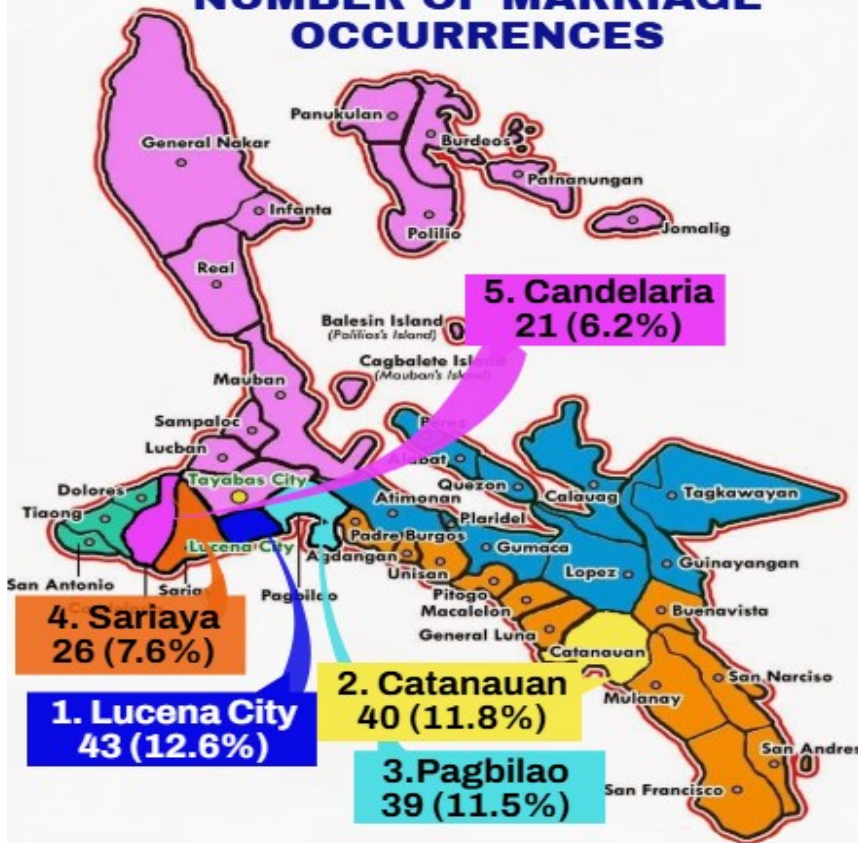 NUMBER OF MARRIAGE
OCCURRENCES
General Nakar
Panukulan
Burdeos
Patnanungan
Infanta
Polilio
Jomalig
Real
5. Candelaria
21 (6.2%)
Balesin Island
(Polilios's Island)
Cagbalete Isl
(Mauban's Island)
Mauban
Sampaloc
Lucban
Alabat
Tayabas City
Dolores
Quezon
Calauag
Tagkawayan
Tiaong
Atimonan
Plaridel
Padre Burgos
Lucena City
Agdangan
Gumaca
Guinayangan
Unisan
Lopez
San Antonio
Sariay
Pagbilao
Pitogo
Macalelon
Buenavista
General Luna
Catanauan
4. Sariaya
26 (7.6%)
San Narciso
Mulanay
2. Catanauan
40 (11.8%)
1. Lucena City
43 (12.6%)
San Andres
3.Pagbilao
39 (11.5%)
San Francisco